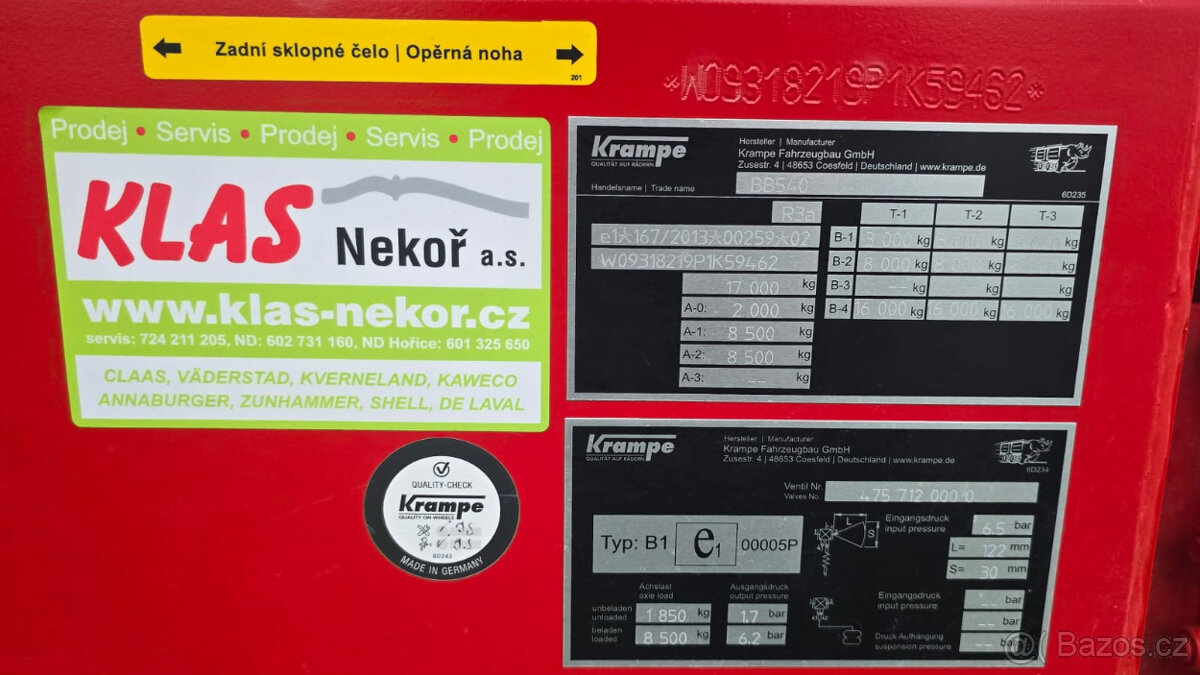 Zadní sklopné čelo | Opěrná noha
201
*W09318219P1K59462*
Prodej • Servis • Prodej • Servis • Prodej
KLAS
Nekoř a.s.
www.klas-nekor.cz
servis: 724 211 205, ND: 602 731 160, ND Hořice: 601 325 650
CLAAS, VÄDERSTAD, KVERNELAND, KAWECO
ANNABURGER, ZUNHAMMER, SHELL, DE LAVAL
QUALITY-CHECK
Krampe
QUALITY ON WHEELS
6D243
MADE IN GERMANY
Krampe
QUALITÄT AUF RÄDERN
Hersteller | Manufacturer
Krampe Fahrzeugbau GmbH
Zusestr. 4 | 48653 Coesfeld | Deutschland | www.krampe.de
Handelsname | Trade name BBS40
6D235
R3a
e1*167/2013*00259*02
W09318219P1K59462
17 000 kg
A-0: 2 000 kg
A-1: 8 500 kg
A-2: 8 500 kg
A-3: -- kg
T-1 T-2 T-3
B-1 3 000 kg kg kg
B-2 8 000 kg kg kg
B-3 -- kg -- kg kg
B-4 16 000 kg 6 000 kg 6 000 kg
Krampe
QUALITÄT AUF RÄDERN
Hersteller | Manufacturer
Krampe Fahrzeugbau GmbH
Zusestr. 4 | 48653 Coesfeld | Deutschland | www.krampe.de
6D234
Ventil Nr.
Valves No. 475 712 000 0
Typ: B1 e1 00005P
L
S
Eingangsdruck
input pressure 6.5 bar
L= 122 mm
S= 30 mm
Achslast
axle load
Ausgangsdruck
output pressure
unbeladen
unloaded 1 850 kg 1.7 bar
beladen
loaded 8 500 kg 6.2 bar
Eingangsdruck
input pressure -- bar
-- bar
Druck Aufhängung
suspension pressure -- bar
Bazos.cz